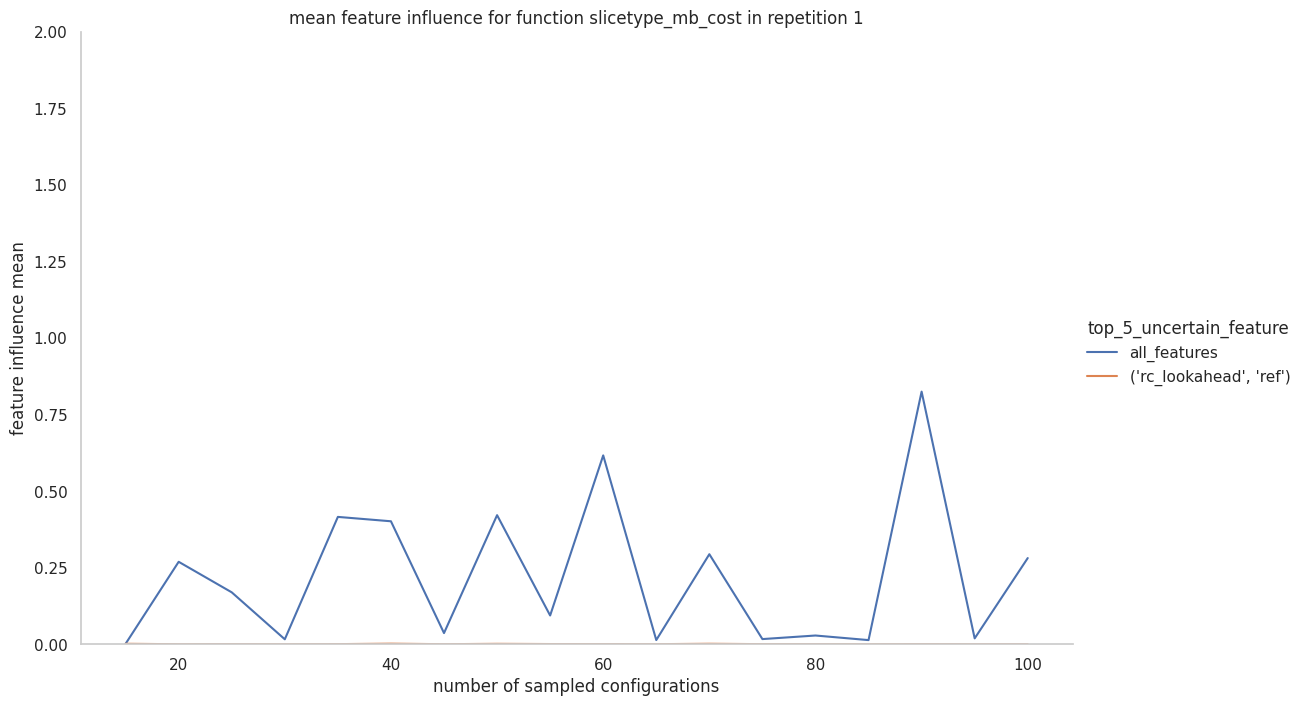 mean feature influence for function slicetype_mb_cost in repetition 1
2.00
1.75
1.50
1.25
1.00
0.75
0.50
0.25
0.00
feature influence mean
20 40 60 80 100
number of sampled configurations
top_5_uncertain_feature
all_features
('rc_lookahead', 'ref')